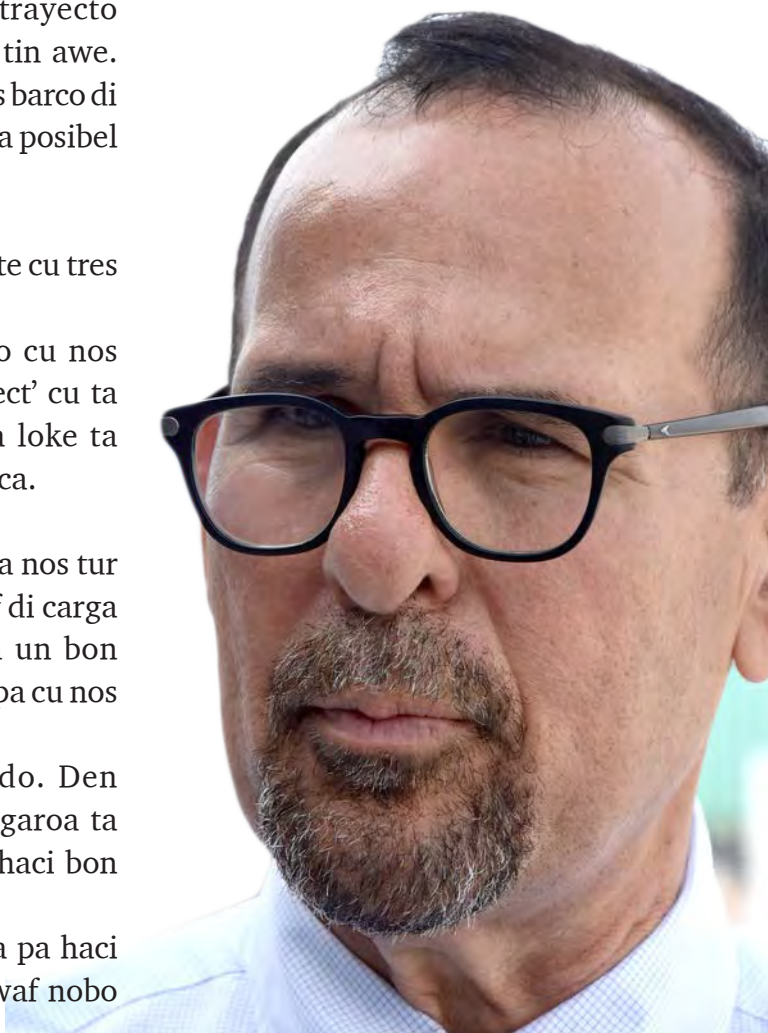 trayecto
tin awe.
s barco di
a posibel
te cu tres
o cu nos
ect’ cu ta
loke ta
ca.
a nos tur
di carga
un bon
pa cu nos
do. Den
garoa ta
haci bon
a pa haci
waf nobo